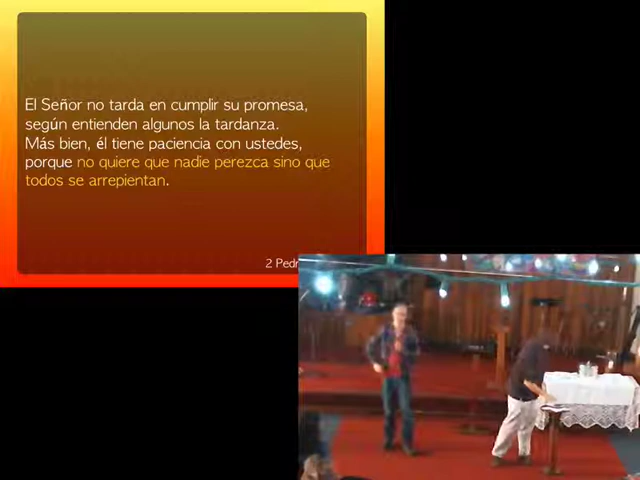 El Señor no tarda en cumplir su promesa,
según entienden algunos la tardanza.
Más bien, él tiene paciencia con ustedes,
porque no quiere que nadie perezca sino que
todos se arrepientan.
2